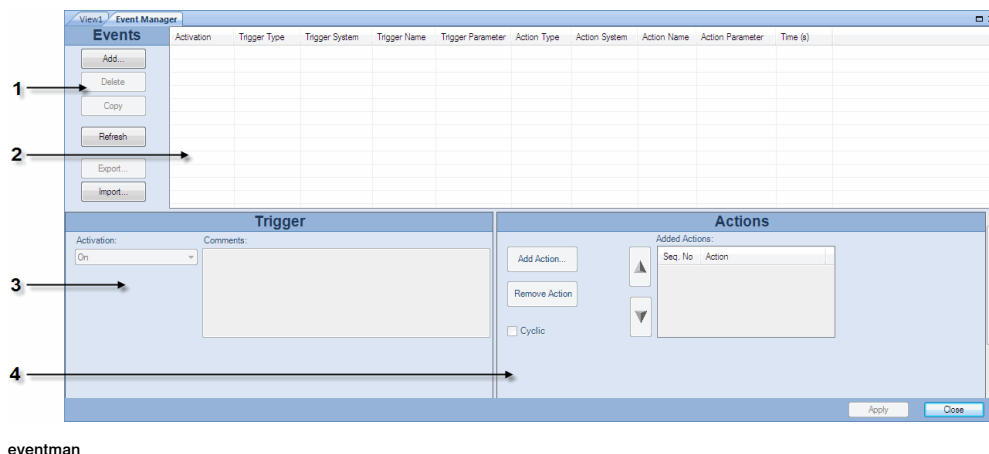 View1 Event Manager
Events
Activation Trigger Type Trigger System Trigger Name Trigger Parameter Action Type Action System Action Name Action Parameter Time (s)
Add...
1
Delete
Copy
Refresh
2
Export...
Import...
Trigger
Actions
Activation: Comments:
On
3
Added Actions:
Seq. No Action
Add Action...
Remove Action
Cyclic
4
Apply Close
eventman